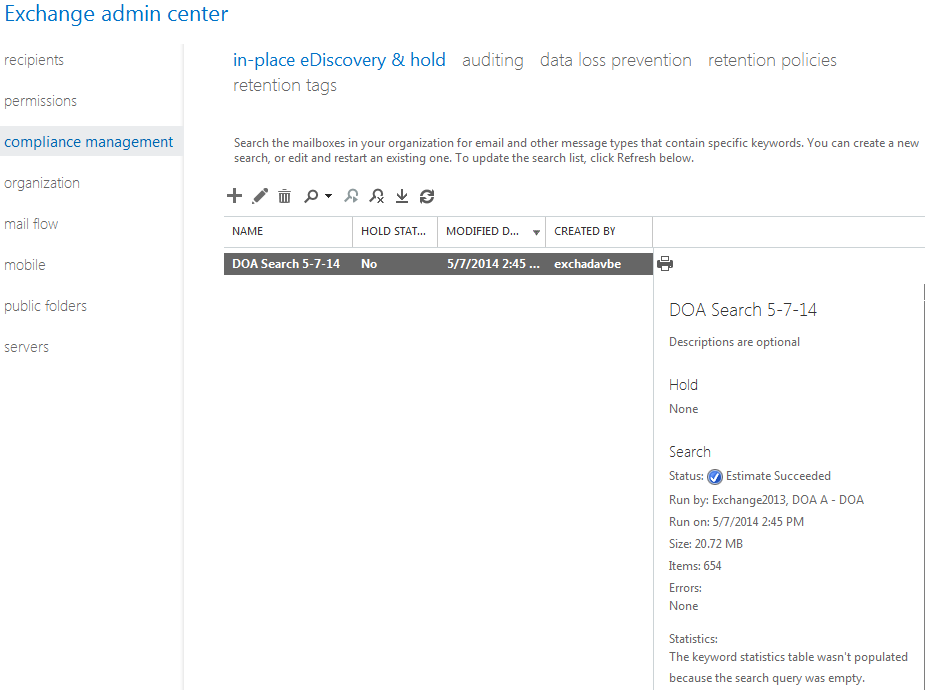 Exchange admin center
recipients
permissions
compliance management
organization
mail flow
mobile
public folders
servers
in-place eDiscovery & hold auditing data loss prevention retention policies
retention tags
Search the mailboxes in your organization for email and other message types that contain specific keywords. You can create a new
search, or edit and restart an existing one. To update the search list, click Refresh below.
NAME HOLD STAT... MODIFIED D... CREATED BY
DOA Search 5-7-14 No 5/7/2014 2:45 ... exchadavbe
DOA Search 5-7-14
Descriptions are optional
Hold
None
Search
Status: Estimate Succeeded
Run by: Exchange2013, DOA A - DOA
Run on: 5/7/2014 2:45 PM
Size: 20.72 MB
Items: 654
Errors:
None
Statistics:
The keyword statistics table wasn't populated
because the search query was empty.